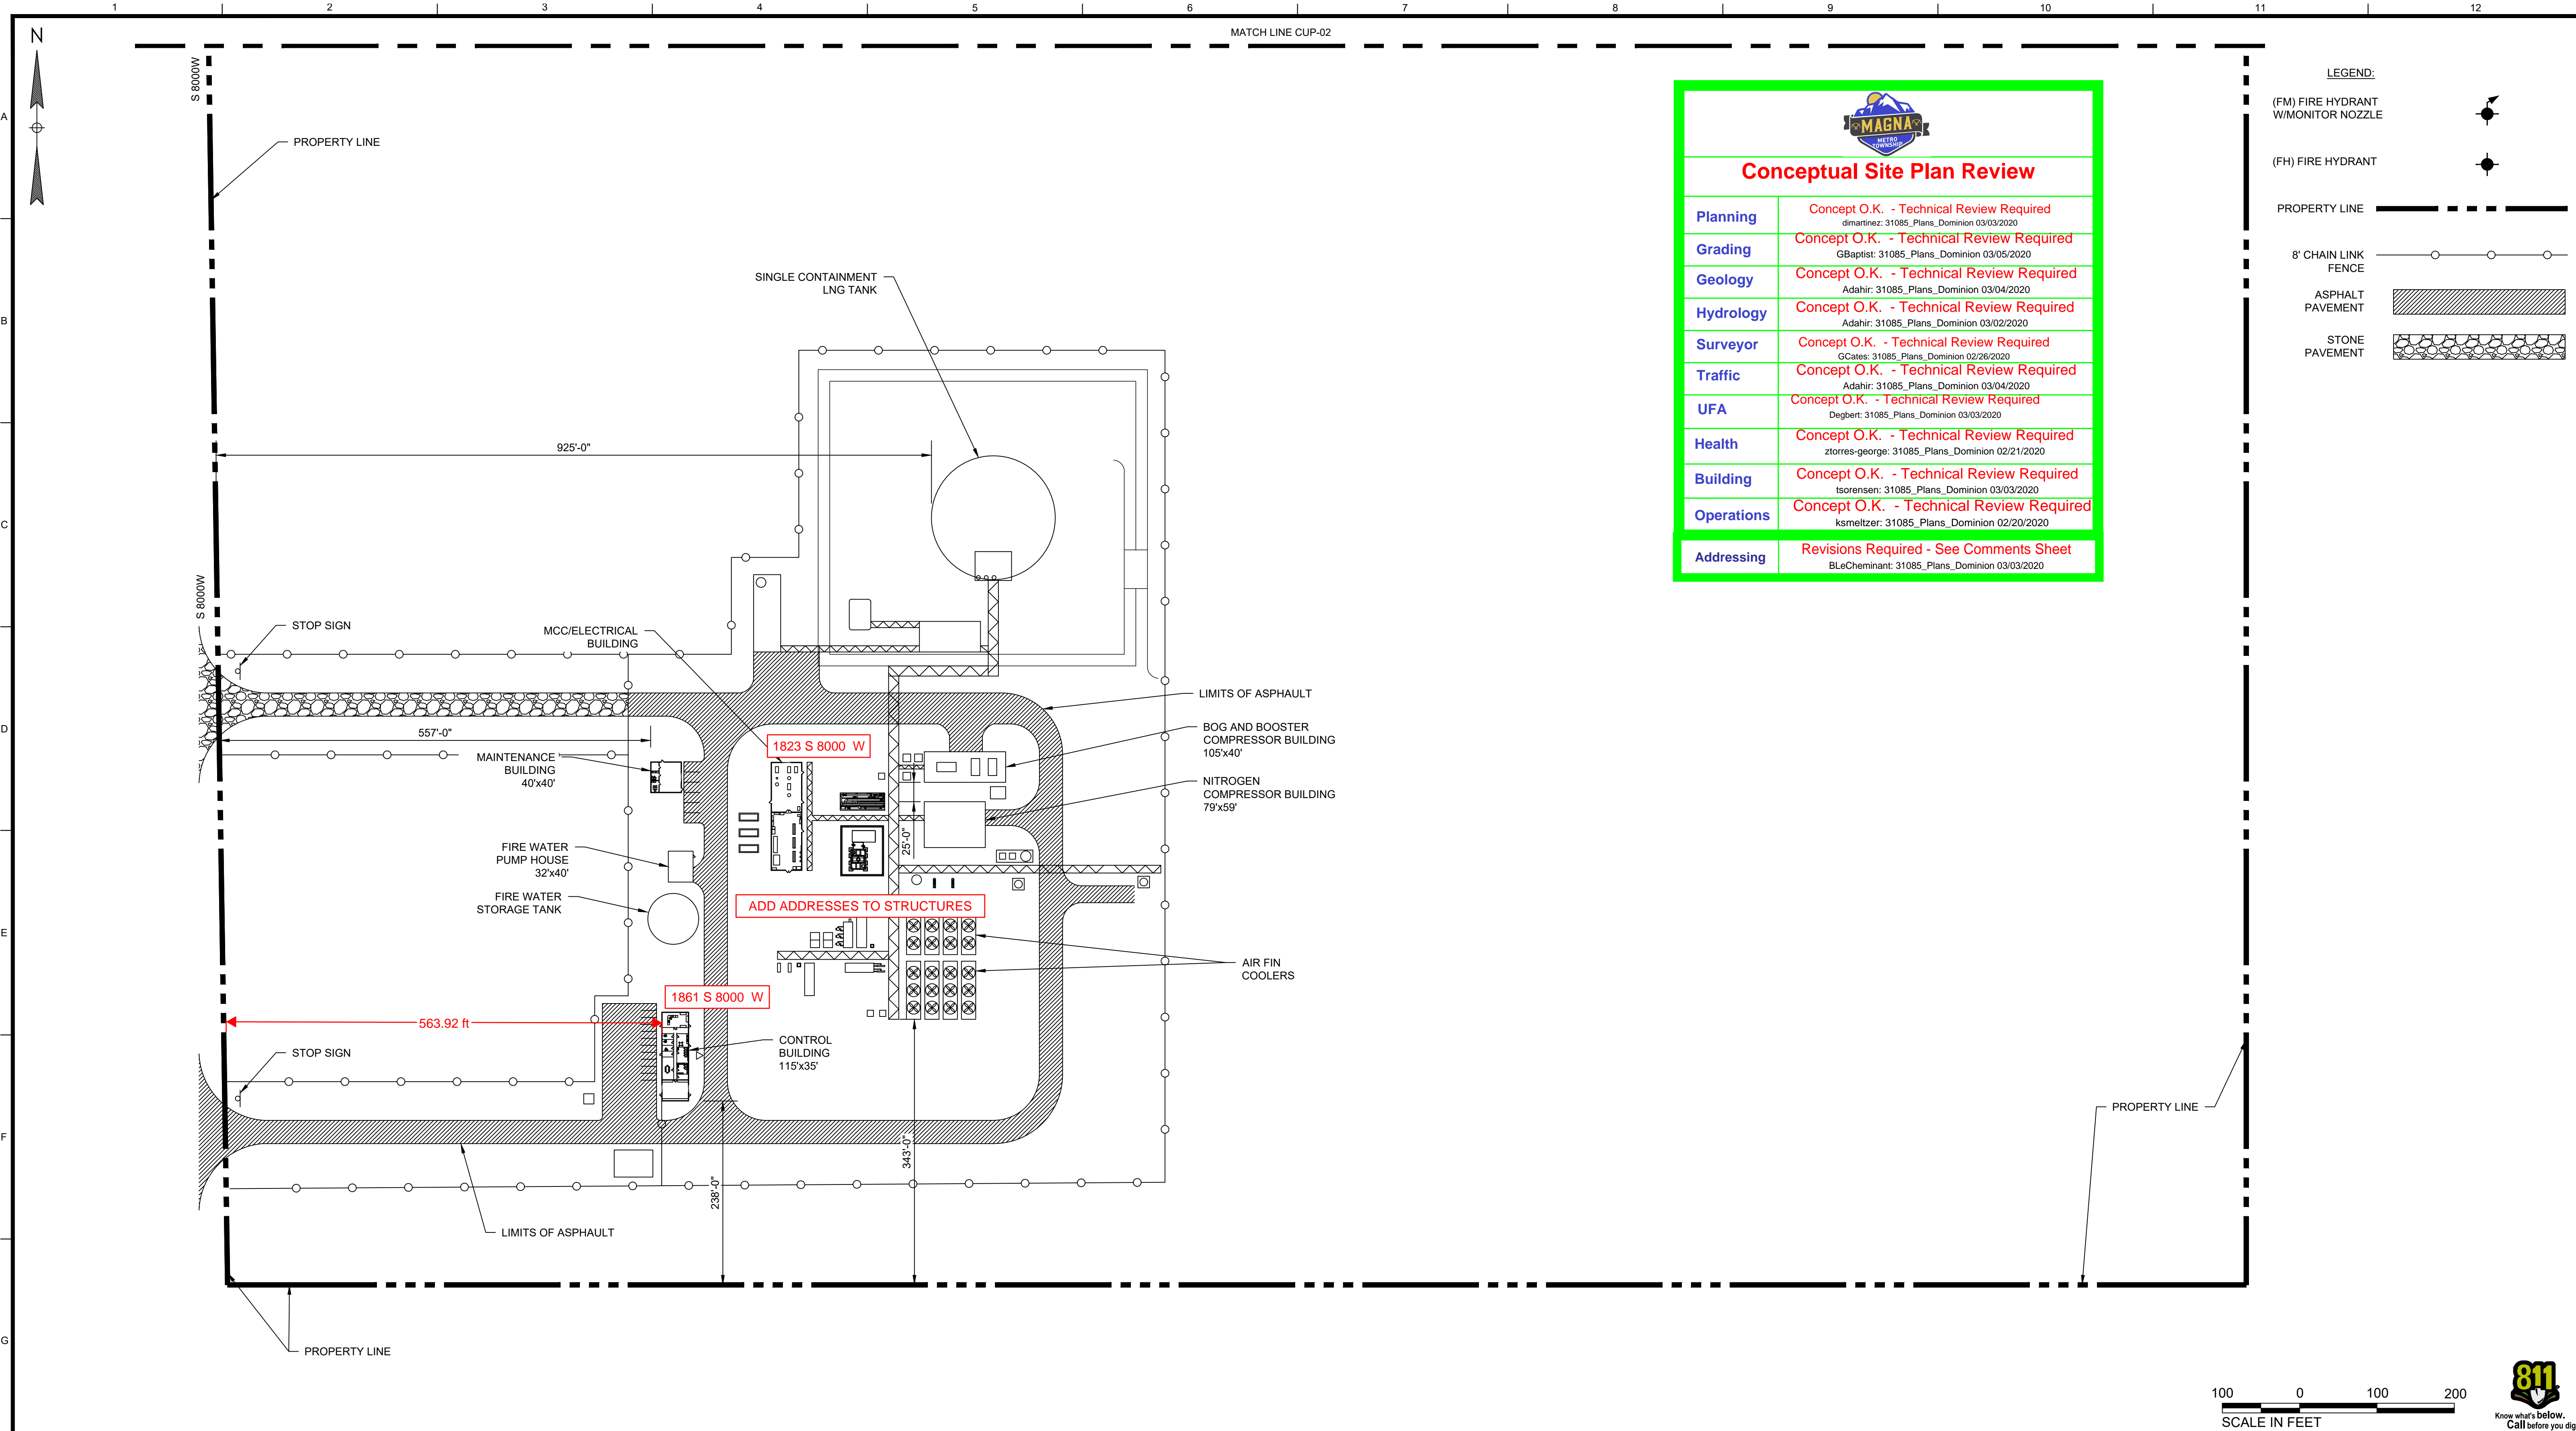 1 2 3 4 5 6 7 8 9 10 11 12
MATCH LINE CUP-02
N
S 8000W
A
B
C
D
E
F
G
PROPERTY LINE
SINGLE CONTAINMENT
LNG TANK
925'-0"
S 8000W
STOP SIGN
MCC/ELECTRICAL
BUILDING
LIMITS OF ASPHAULT
557'-0"
1823 S 8000 W
BOG AND BOOSTER
COMPRESSOR BUILDING
105'x40'
MAINTENANCE
BUILDING
40'x40'
NITROGEN
COMPRESSOR BUILDING
79'x59'
25'-0"
FIRE WATER
PUMP HOUSE
32'x40'
FIRE WATER
STORAGE TANK
ADD ADDRESSES TO STRUCTURES
AIR FIN
COOLERS
1861 S 8000 W
563.92 ft
STOP SIGN
CONTROL
BUILDING
115'x35'
343'-0"
238'-0"
LIMITS OF ASPHAULT
PROPERTY LINE
PROPERTY LINE
MAGNA
METRO
TOWNSHIP
Conceptual Site Plan Review
Planning
Concept O.K. - Technical Review Required
dimartinez: 31085_Plans_Dominion 03/03/2020
Grading
Concept O.K. - Technical Review Required
GBaptist: 31085_Plans_Dominion 03/05/2020
Geology
Concept O.K. - Technical Review Required
Adahir: 31085_Plans_Dominion 03/04/2020
Hydrology
Concept O.K. - Technical Review Required
Adahir: 31085_Plans_Dominion 03/02/2020
Surveyor
Concept O.K. - Technical Review Required
GCates: 31085_Plans_Dominion 02/26/2020
Traffic
Concept O.K. - Technical Review Required
Adahir: 31085_Plans_Dominion 03/04/2020
UFA
Concept O.K. - Technical Review Required
Degbert: 31085_Plans_Dominion 03/03/2020
Health
Concept O.K. - Technical Review Required
ztorres-george: 31085_Plans_Dominion 02/21/2020
Building
Concept O.K. - Technical Review Required
tsorensen: 31085_Plans_Dominion 03/03/2020
Operations
Concept O.K. - Technical Review Required
ksmeltzer: 31085_Plans_Dominion 02/20/2020
Addressing
Revisions Required - See Comments Sheet
BLeCheminant: 31085_Plans_Dominion 03/03/2020
LEGEND:
(FM) FIRE HYDRANT
W/MONITOR NOZZLE
(FH) FIRE HYDRANT
PROPERTY LINE
8' CHAIN LINK
FENCE
ASPHALT
PAVEMENT
STONE
PAVEMENT
100 0 100 200
SCALE IN FEET
811
Know what's below.
Call before you dig